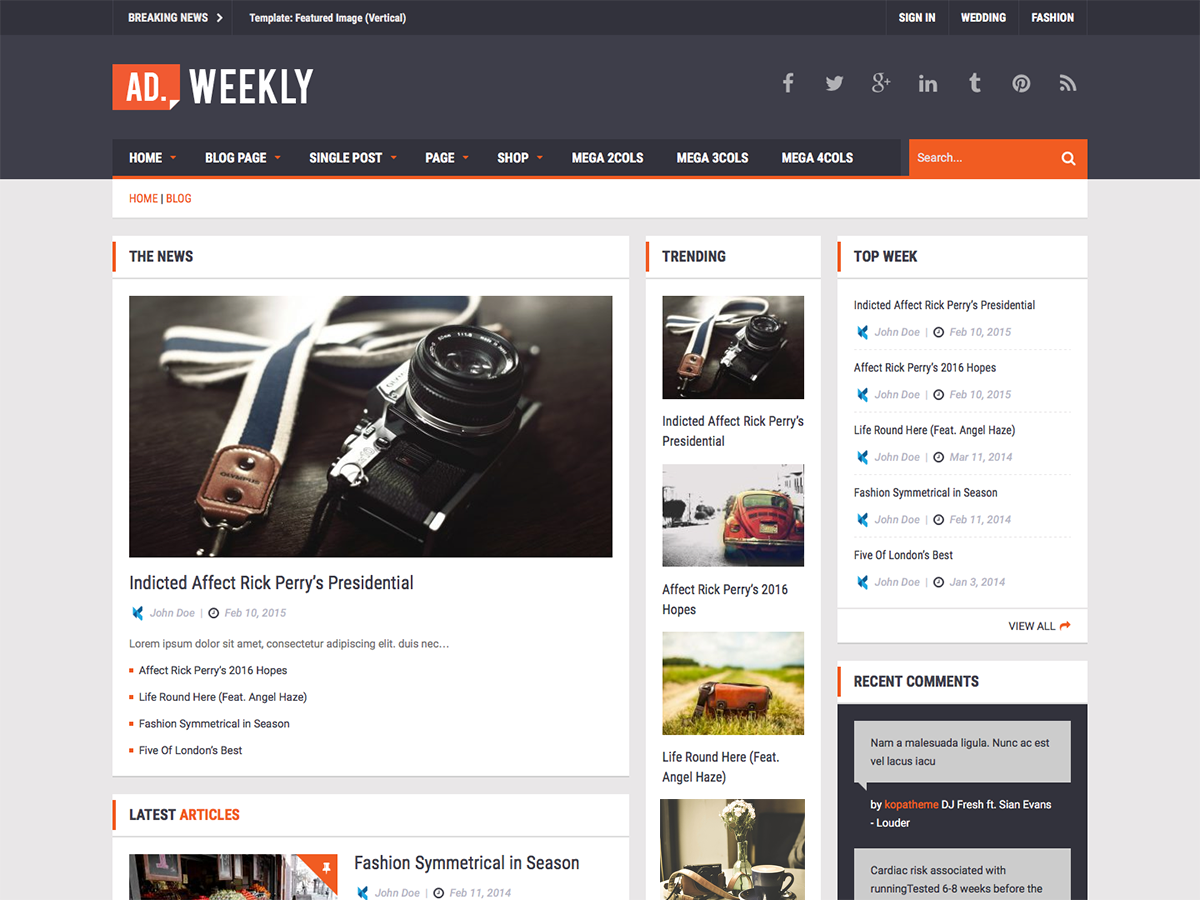 BREAKING NEWS
Template: Featured Image (Vertical)
SIGN IN
WEDDING
FASHION
AD. WEEKLY
HOME
BLOG PAGE
SINGLE POST
PAGE
SHOP
MEGA 2COLS
MEGA 3COLS
MEGA 4COLS
Search...
HOME | BLOG
THE NEWS
OLYMPUS
Indicted Affect Rick Perry's Presidential
John Doe | Feb 10, 2015
Lorem ipsum dolor sit amet, consectetur adipiscing elit. duis nec...
Affect Rick Perry's 2016 Hopes
Life Round Here (Feat. Angel Haze)
Fashion Symmetrical in Season
Five Of London's Best
LATEST ARTICLES
Fashion Symmetrical in Season
John Doe | Feb 11, 2014
TRENDING
Indicted Affect Rick Perry's
Presidential
Affect Rick Perry's 2016
Hopes
Life Round Here (Feat.
Angel Haze)
TOP WEEK
Indicted Affect Rick Perry's Presidential
John Doe | Feb 10, 2015
Affect Rick Perry's 2016 Hopes
John Doe | Feb 10, 2015
Life Round Here (Feat. Angel Haze)
John Doe | Mar 11, 2014
Fashion Symmetrical in Season
John Doe | Feb 11, 2014
Five Of London's Best
John Doe | Jan 3, 2014
VIEW ALL
RECENT COMMENTS
Nam a malesuada ligula. Nunc ac est
vel lacus iacu
by kopatheme DJ Fresh ft. Sian Evans
- Louder
Cardiac risk associated with
runningTested 6-8 weeks before the